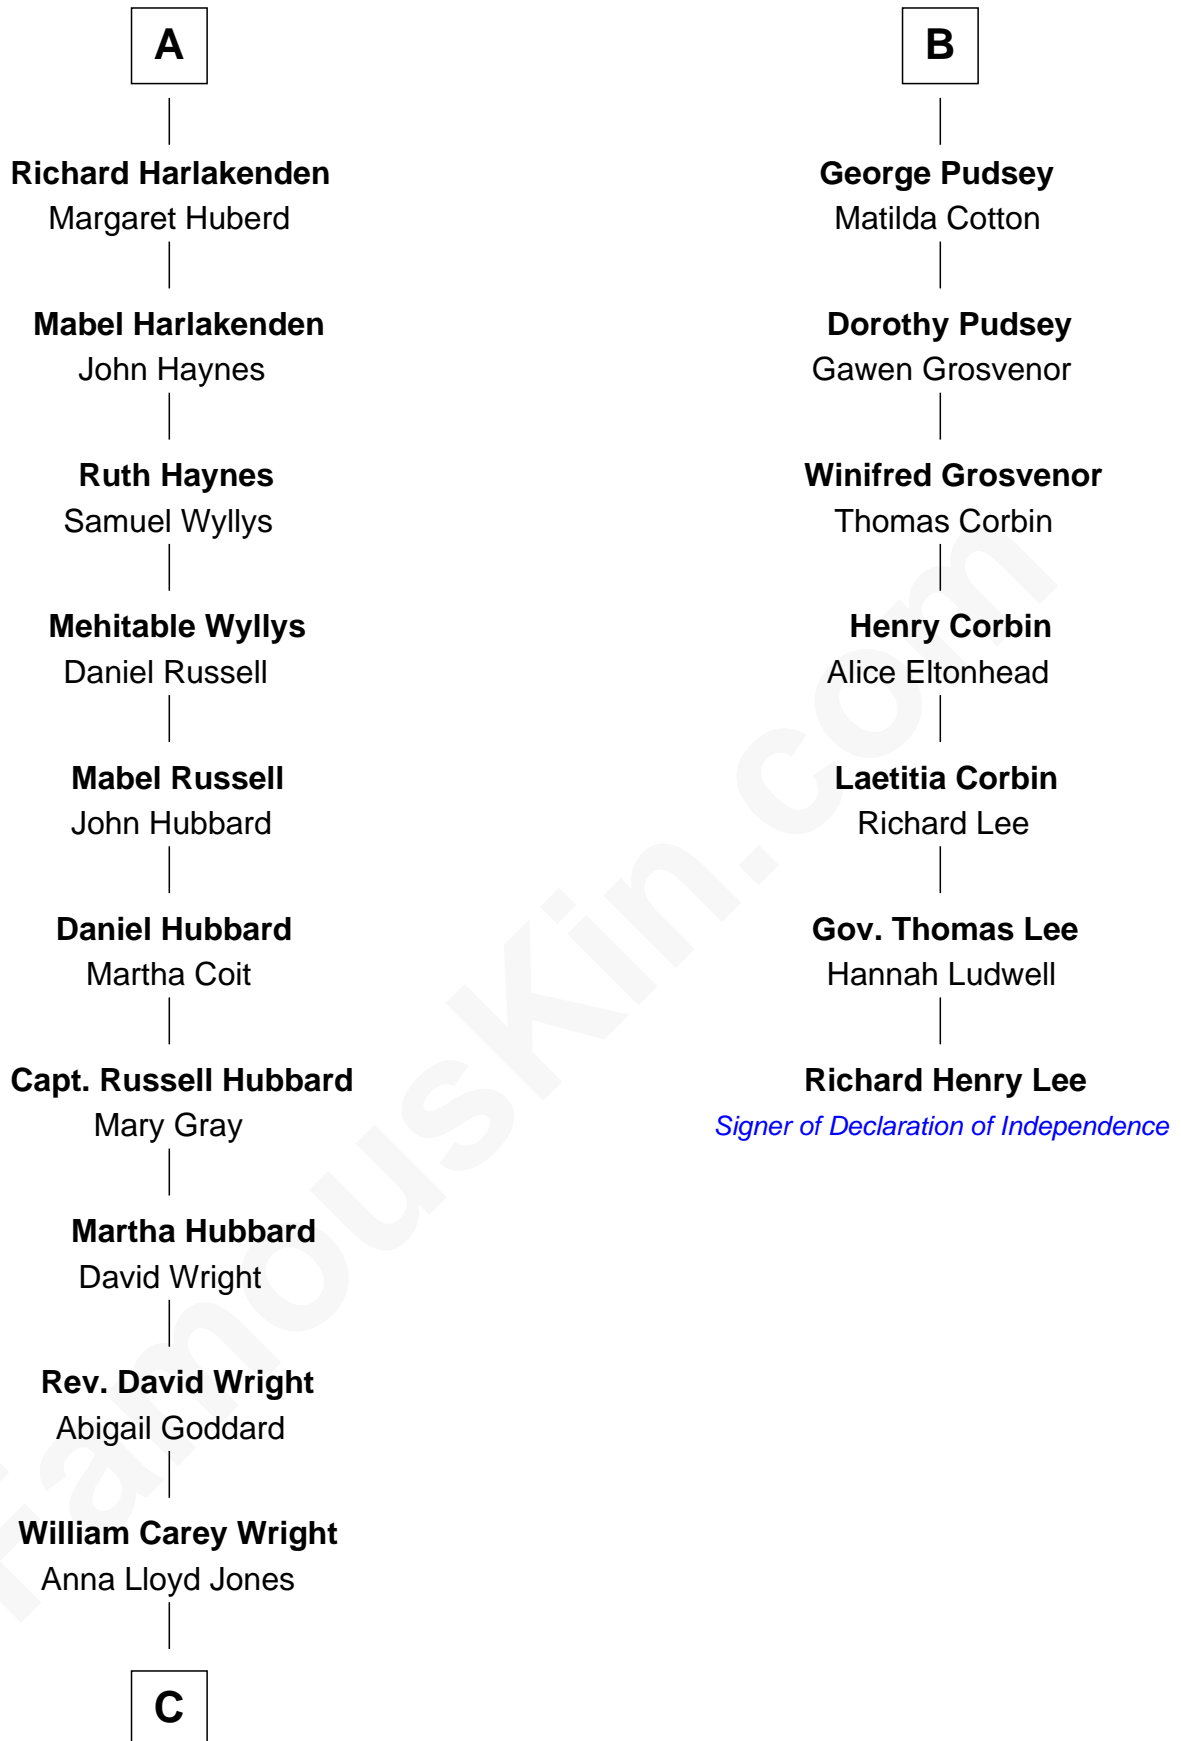 A
Richard Harlakenden
Margaret Huberd
Mabel Harlakenden
John Haynes
Ruth Haynes
Samuel Wyllys
Mehitable Wyllys
Daniel Russell
Mabel Russell
John Hubbard
Daniel Hubbard
Martha Coit
Capt. Russell Hubbard
Mary Gray
Martha Hubbard
David Wright
Rev. David Wright
Abigail Goddard
William Carey Wright
Anna Lloyd Jones
C
B
George Pudsey
Matilda Cotton
Dorothy Pudsey
Gawen Grosvenor
Winifred Grosvenor
Thomas Corbin
Henry Corbin
Alice Eltonhead
Laetitia Corbin
Richard Lee
Gov. Thomas Lee
Hannah Ludwell
Richard Henry Lee
Signer of Declaration of Independence
FamousKin.com